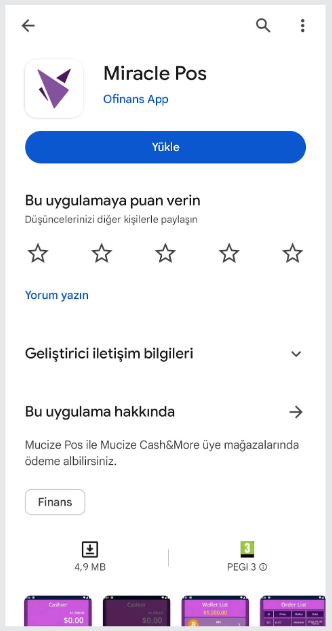 Miracle Pos
Ofinans App
Yükle
Bu uygulamaya puan verin
Düşüncelerinizi diğer kişilerle paylaşın
Yorum yazın
Geliştirici iletişim bilgileri
Bu uygulama hakkında
Mucize Pos ile Mucize Cash&More üye mağazalarında
ödeme albilirsiniz.
Finans
3
4,9 MB
PEGI 3
Cashier
$0.00
Cashier
$0.00
Wallet List
Order List